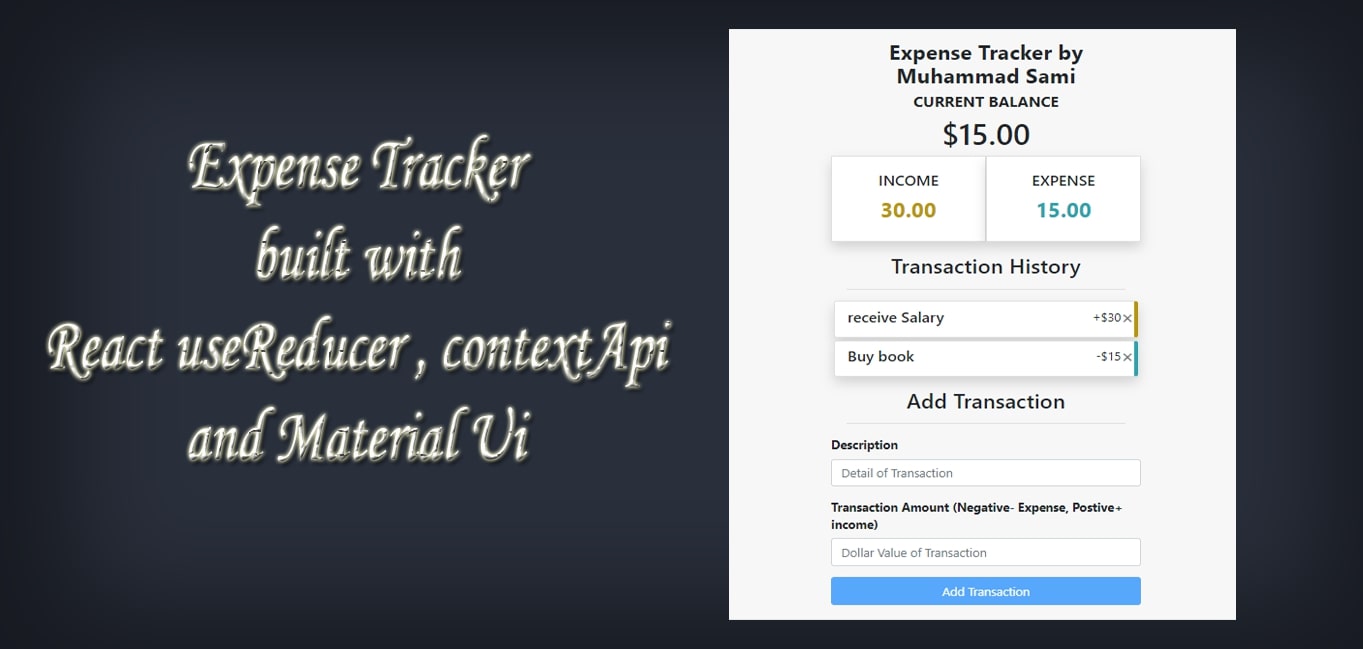 Expense Tracker
built with
React useReducer , contextApi
and Material Ui
Expense Tracker by
Muhammad Sami
CURRENT BALANCE
$15.00
INCOME
30.00
EXPENSE
15.00
Transaction History
receive Salary +$30×
Buy book -$15×
Add Transaction
Description
Detail of Transaction
Transaction Amount (Negative- Expense, Postive+
income)
Dollar Value of Transaction
Add Transaction